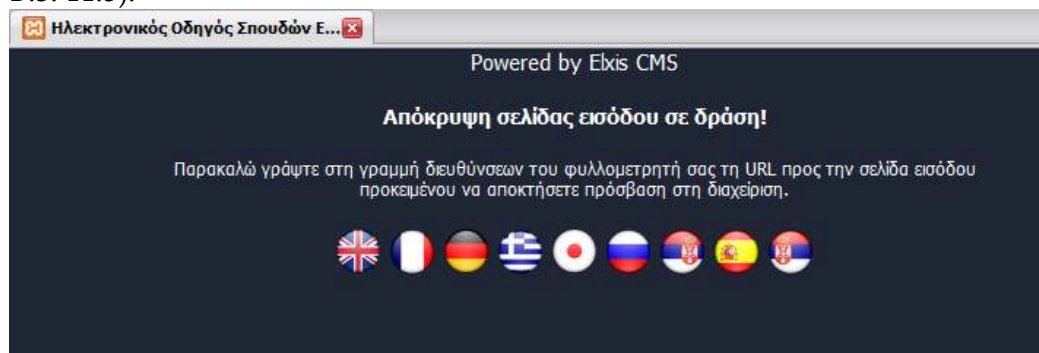 Ηλεκτρονικός Οδηγός Σπουδών Ε...
Powered by Elxis CMS
Απόκρυψη σελίδας εισόδου σε δράση!
Παρακαλώ γράψτε στη γραμμή διευθύνσεων του φυλλομετρητή σας τη URL προς την σελίδα εισόδου
προκειμένου να αποκτήσετε πρόσβαση στη διαχείριση.